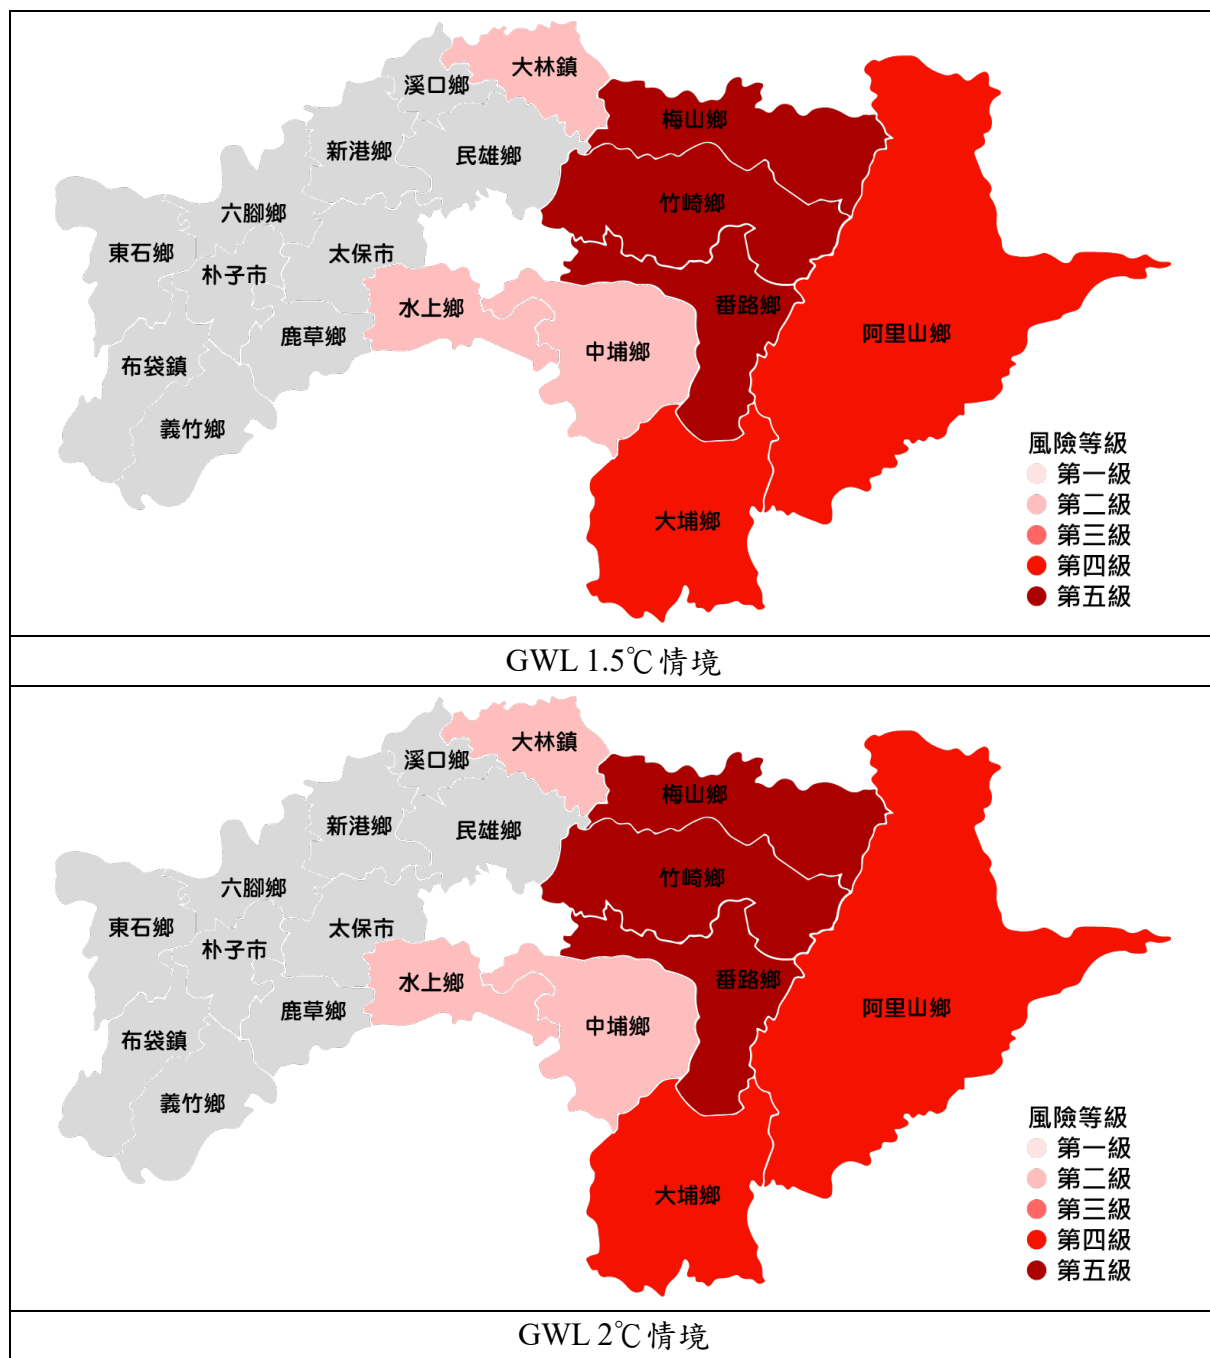 大林鎮
溪口鄉
梅山鄉
新港鄉
民雄鄉
竹崎鄉
六腳鄉
東石鄉
太保市
朴子市
水上鄉
番路鄉
鹿草鄉
阿里山鄉
中埔鄉
布袋鎮
義竹鄉
大埔鄉
風險等級
第一級
第二級
第三級
第四級
第五級
GWL 1.5℃情境
大林鎮
溪口鄉
梅山鄉
新港鄉
民雄鄉
竹崎鄉
六腳鄉
東石鄉
太保市
朴子市
水上鄉
番路鄉
鹿草鄉
阿里山鄉
中埔鄉
布袋鎮
義竹鄉
大埔鄉
風險等級
第一級
第二級
第三級
第四級
第五級
GWL 2℃情境